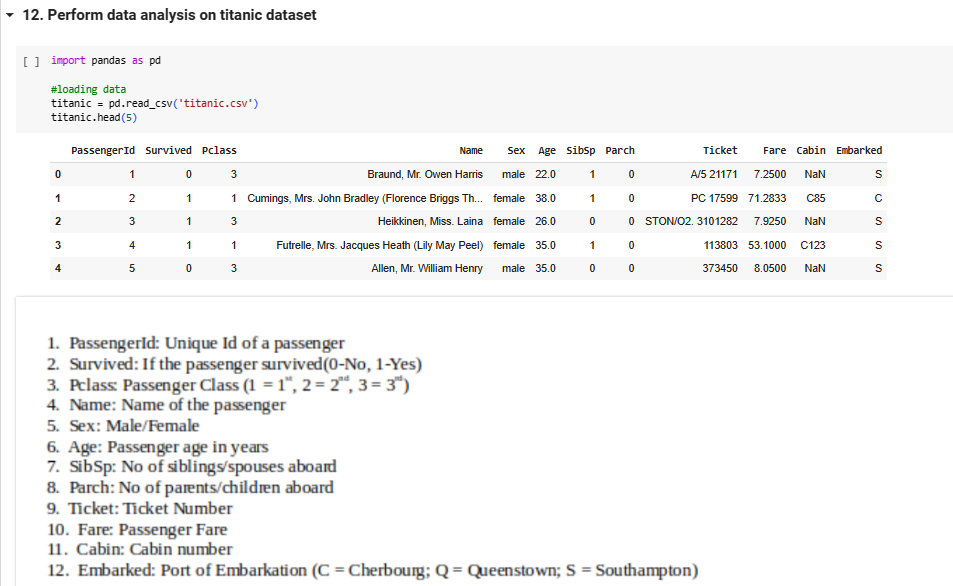 12. Perform data analysis on titanic dataset
[ ] import pandas as pd
#loading data
titanic = pd.read_csv('titanic.csv')
titanic.head(5)
PassengerId Survived Pclass Name Sex Age SibSp Parch Ticket Fare Cabin Embarked
0 1 0 3 Braund, Mr. Owen Harris male 22.0 1 0 A/5 21171 7.2500 NaN S
1 2 1 1 Cumings, Mrs. John Bradley (Florence Briggs Th... female 38.0 1 0 PC 17599 71.2833 C85 C
2 3 1 3 Heikkinen, Miss. Laina female 26.0 0 0 STON/O2. 3101282 7.9250 NaN S
3 4 1 1 Futrelle, Mrs. Jacques Heath (Lily May Peel) female 35.0 1 0 113803 53.1000 C123 S
4 5 0 3 Allen, Mr. William Henry male 35.0 0 0 373450 8.0500 NaN S
1. PassengerId: Unique Id of a passenger
2. Survived: If the passenger survived(0-No, 1-Yes)
3. Pclass: Passenger Class (1 = 1st, 2 = 2nd, 3 = 3rd)
4. Name: Name of the passenger
5. Sex: Male/Female
6. Age: Passenger age in years
7. SibSp: No of siblings/spouses aboard
8. Parch: No of parents/children aboard
9. Ticket: Ticket Number
10. Fare: Passenger Fare
11. Cabin: Cabin number
12. Embarked: Port of Embarkation (C = Cherbourg; Q = Queenstown; S = Southampton)